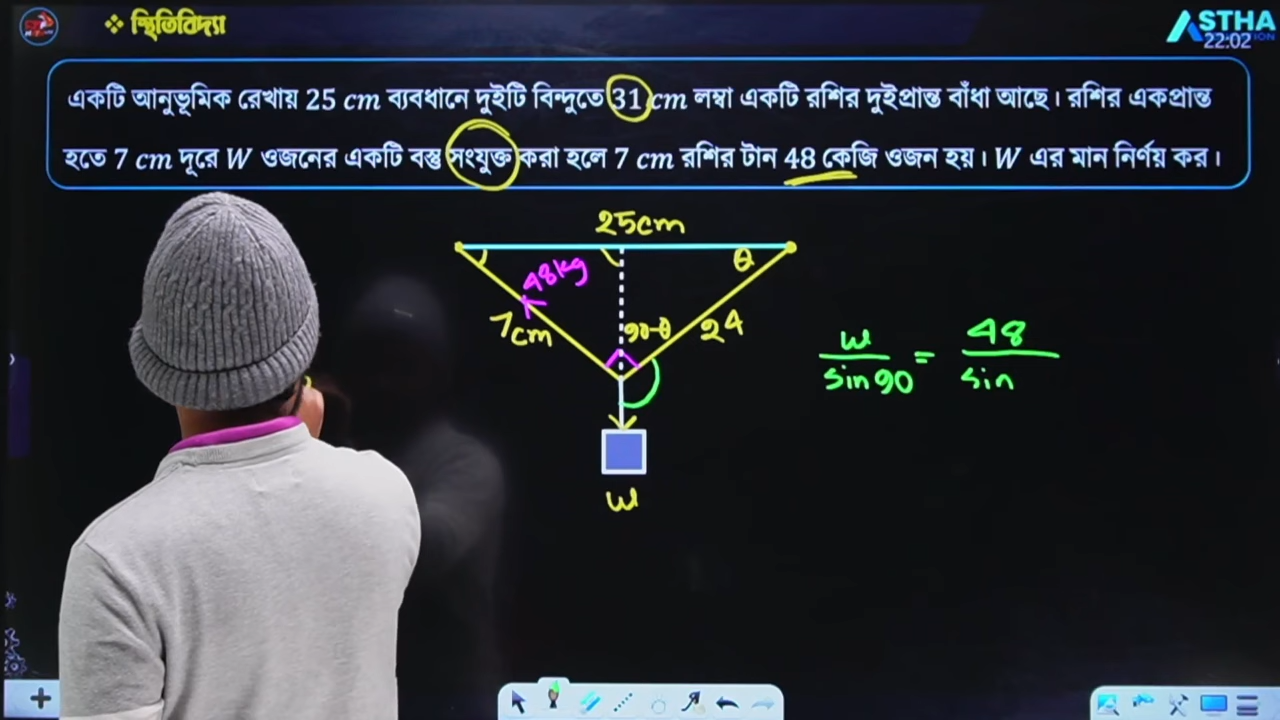 ❖ স্থিতিবিদ্যা
ASTHA
22:02
একটি আনুভূমিক রেখায় 25 cm ব্যবধানে দুইটি বিন্দুতে 31 cm লম্বা একটি রশির দুইপ্রান্ত বাঁধা আছে। রশির একপ্রান্ত
হতে 7 cm দূরে W ওজনের একটি বস্তু সংযুক্ত করা হলে 7 cm রশির টান 48 কেজি ওজন হয়। W এর মান নির্ণয় কর।
25cm
θ
48kg
7cm
90-θ
24
W
W/sin90 = 48/sin